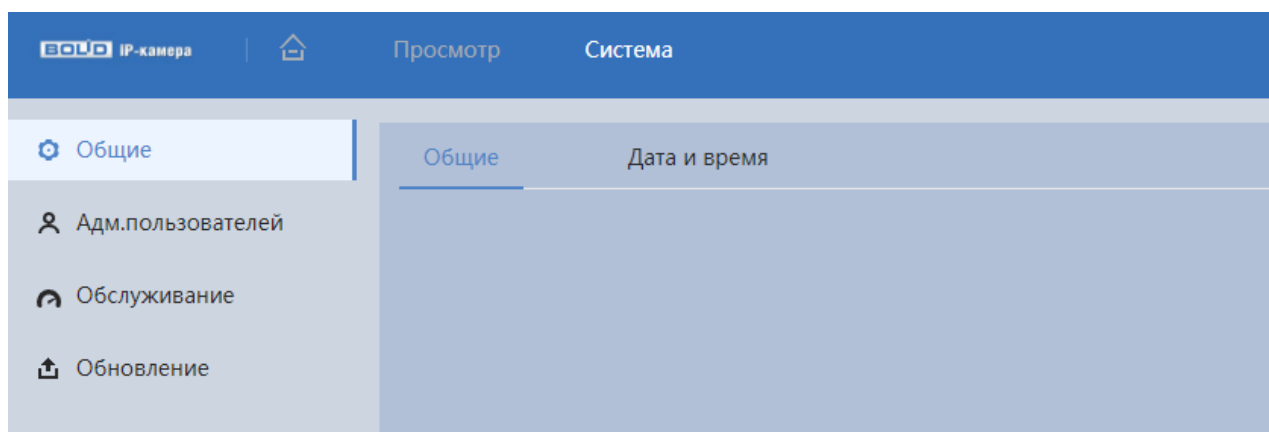 BOLID IP-камера Просмотр Система
Общие
Общие Дата и время
Адм.пользователей
Обслуживание
Обновление